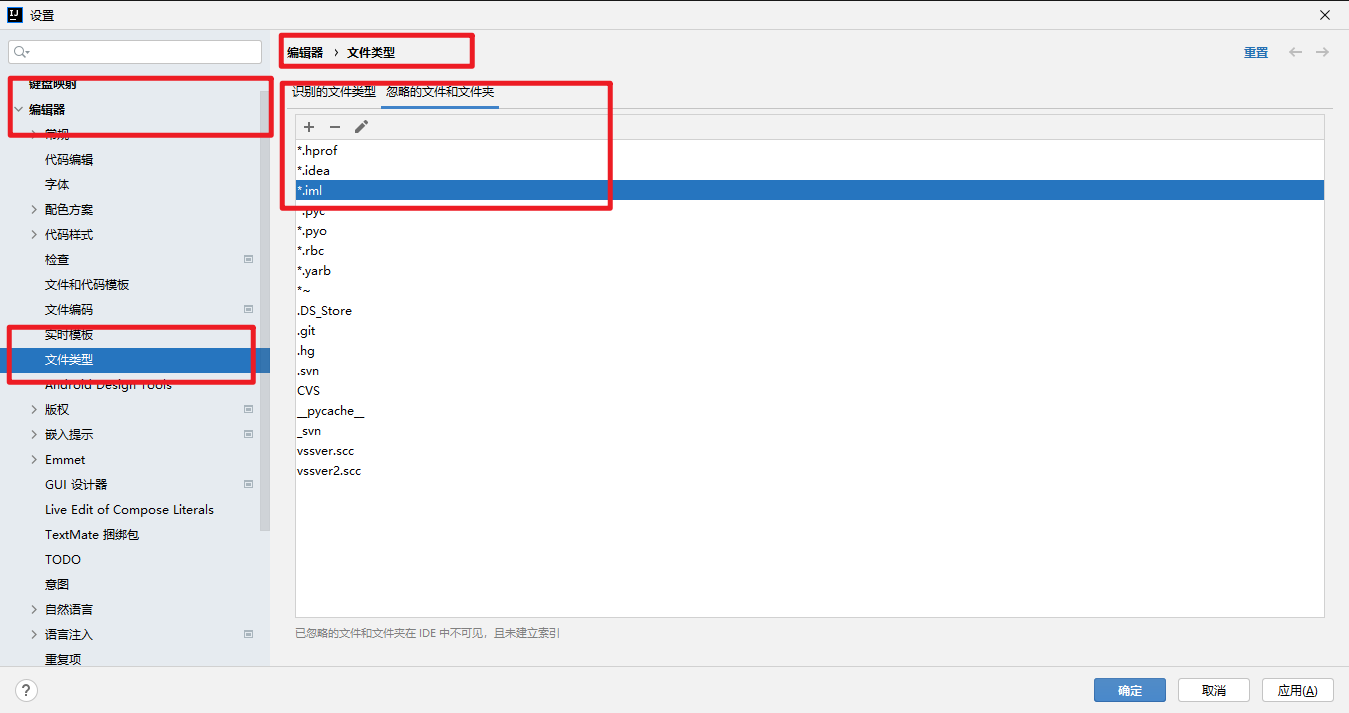 设置
键盘映射
编辑器
常规
代码编辑
字体
配色方案
代码样式
检查
文件和代码模板
文件编码
实时模板
文件类型
Android Design Tools
版权
嵌入提示
Emmet
GUI 设计器
Live Edit of Compose Literals
TextMate 捆绑包
TODO
意图
自然语言
语言注入
重复项
编辑器 › 文件类型
重置
识别的文件类型 忽略的文件和文件夹
*.hprof
*.idea
*.iml
*.pyc
*.pyo
*.rbc
*.yarb
*~
.DS_Store
.git
.hg
.svn
CVS
__pycache__
_svn
vssver.scc
vssver2.scc
已忽略的文件和文件夹在 IDE 中不可见，且未建立索引
?
确定 取消 应用(A)